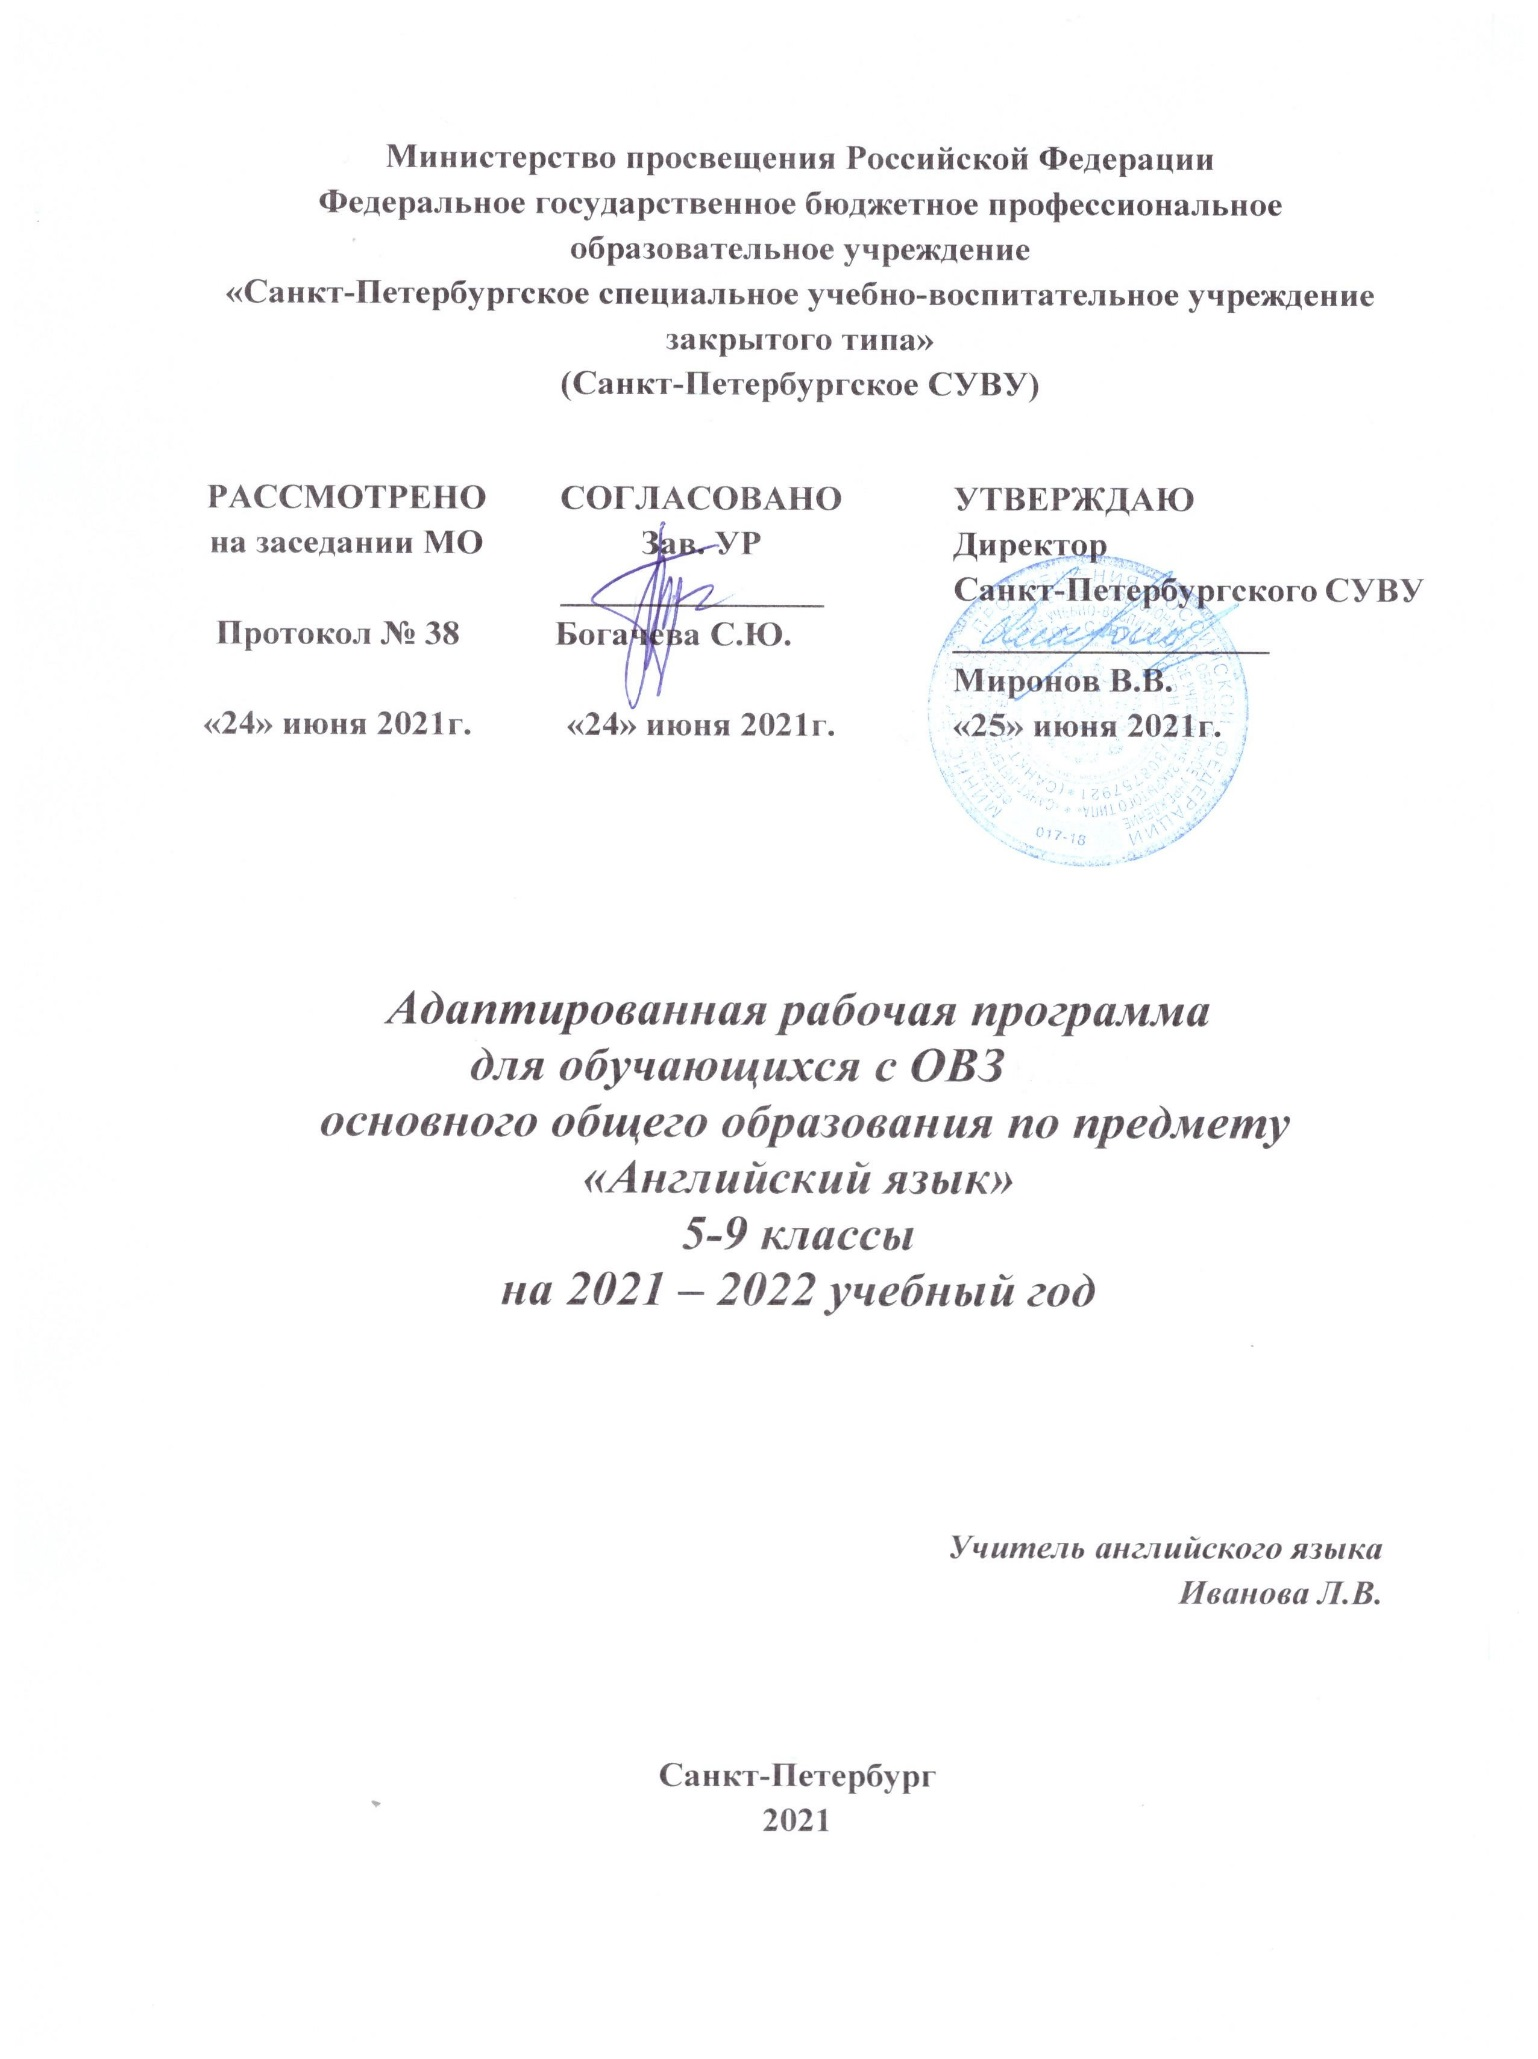 Министерство просвещения Российской Федерации
Федеральное государственное бюджетное профессиональное
образовательное учреждение
«Санкт-Петербургское специальное учебно-воспитательное учреждение
закрытого типа»
(Санкт-Петербургское СУВУ)
РАССМОТРЕНО
на заседании МО
Протокол № 38
«24» июня 2021г.
СОГЛАСОВАНО
Зав. УР
Богачева С.Ю.
«24» июня 2021г.
УТВЕРЖДАЮ
Директор
Санкт-Петербургского СУВУ
Миронов В.В.
«25» июня 2021г.
017-18
Адаптированная рабочая программа
для обучающихся с ОВЗ
основного общего образования по предмету
«Английский язык»
5-9 классы
на 2021 – 2022 учебный год
Учитель английского языка
Иванова Л.В.
Санкт-Петербург
2021